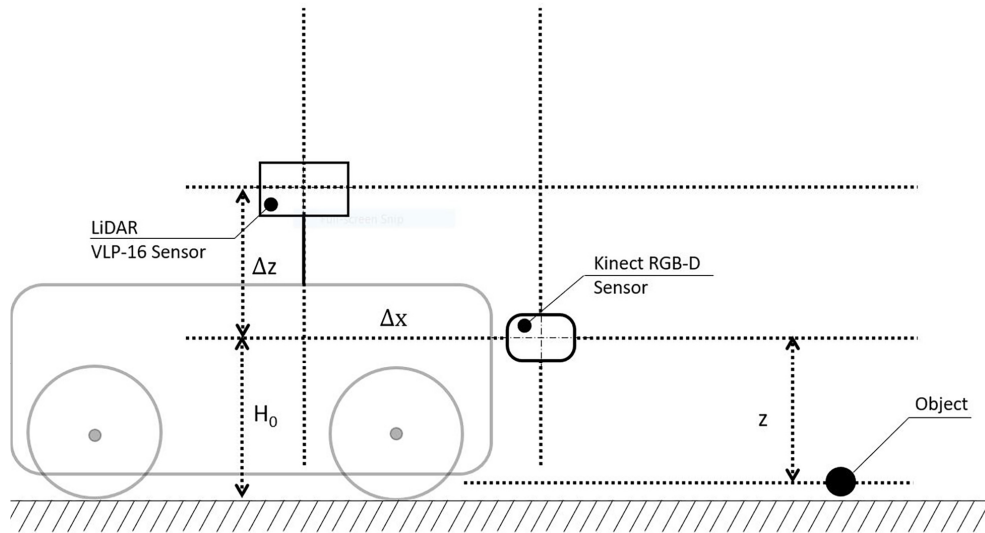 LiDAR
VLP-16 Sensor
Δz
Kinect RGB-D
Sensor
Δx
H₀
z
Object